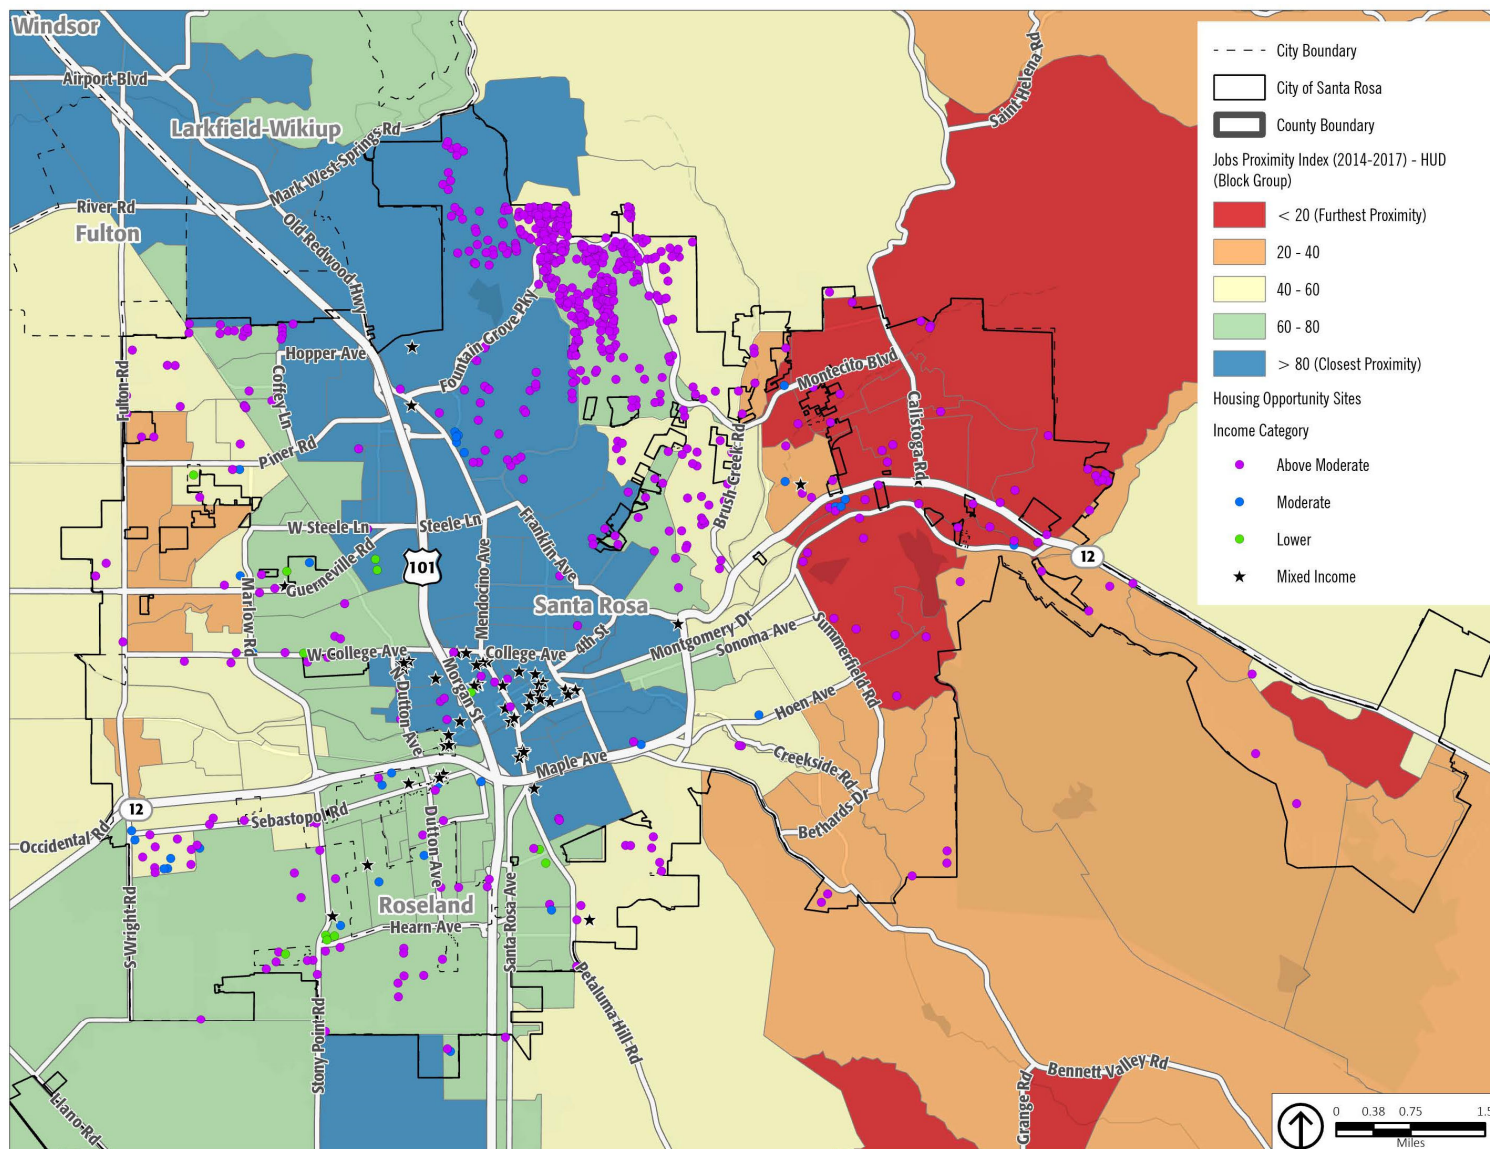 Windsor
Airport Blvd
Larkfield-Wikiup
Mark-West-Springs Rd
River Rd
Fulton
Old-Redwood-Hwy
Saint-Helena-Rd
Hopper Ave
Fountain Grove Pky
Fulton-Rd
Coffey-Ln
Piner Rd
Montecito Blvd
Calistoga Rd
Brush-Creek-Rd
W-Steele Ln
Steele Ln
Franklin-Ave
Guerneville Rd
101
Mendocino Ave
Marlow-Rd
Santa Rosa
12
4th St
Montgomery Dr
Sonoma-Ave
Summerfield-Rd
W-College Ave
College Ave
Morgan-St
N Dutton-Ave
Hoen-Ave
Creekside-Rd
Maple Ave
Bethards Dr
12
Sebastopol Rd
Occidental Rd
Dutton-Ave
Roseland
Hearn-Ave
S-Wright-Rd
Santa-Rosa-Ave
Petaluma-Hill-Rd
Stony-Point-Rd
Llano-Rd
Bennett-Valley-Rd
Grange-Rd
City Boundary
City of Santa Rosa
County Boundary
Jobs Proximity Index (2014-2017) - HUD
(Block Group)
< 20 (Furthest Proximity)
20 - 40
40 - 60
60 - 80
> 80 (Closest Proximity)
Housing Opportunity Sites
Income Category
Above Moderate
Moderate
Lower
Mixed Income
0 0.38 0.75 1.5
Miles